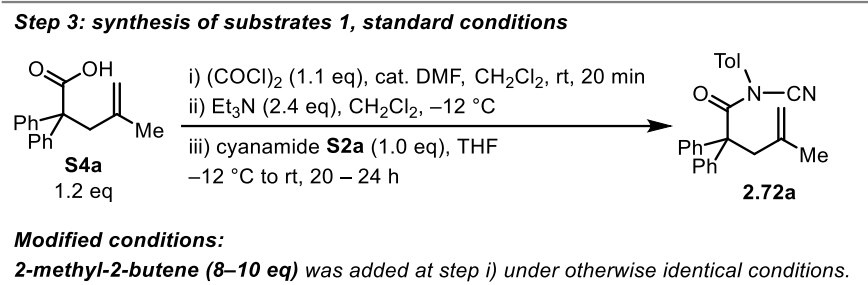 Step 3: synthesis of substrates 1, standard conditions
O
OH
Ph
Ph
Me
S4a
1.2 eq
i) (COCl)2 (1.1 eq), cat. DMF, CH2Cl2, rt, 20 min
ii) Et3N (2.4 eq), CH2Cl2, –12 °C
iii) cyanamide S2a (1.0 eq), THF
–12 °C to rt, 20 – 24 h
Tol
O
N
CN
Ph
Ph
Me
2.72a
Modified conditions:
2-methyl-2-butene (8–10 eq) was added at step i) under otherwise identical conditions.